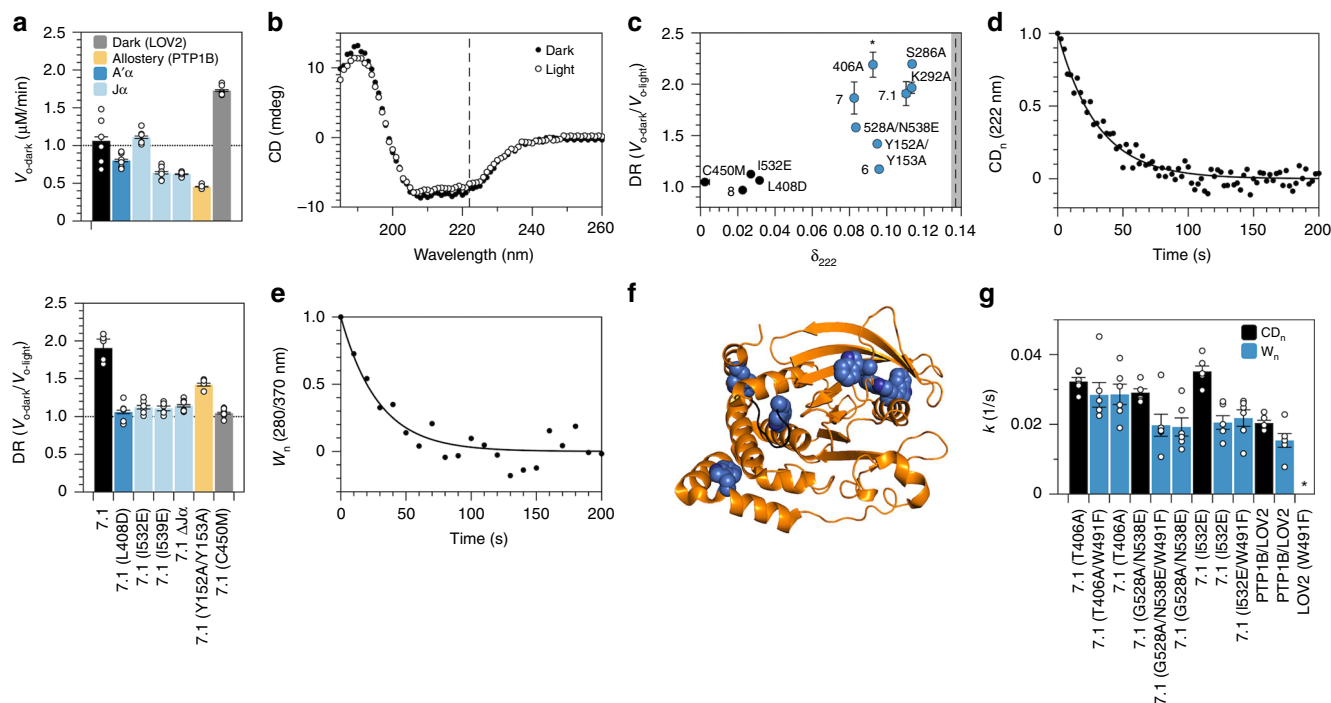 a
V₀-dark (μM/min)
2.5
2.0
1.5
1.0
0.5
0
Dark (LOV2)
Allostery (PTP1B)
A′α
Jα
DR (V₀-dark/V₀-light)
2.5
2.0
1.5
1.0
0.5
0
7.1
7.1 (L408D)
7.1 (I532E)
7.1 (I539E)
7.1 ΔJα
7.1 (Y152A/Y153A)
7.1 (C450M)
b
CD (mdeg)
10
0
−10
Dark
Light
200
220
240
260
Wavelength (nm)
c
DR (V₀-dark/V₀-light)
2.5
2.0
1.5
1.0
*
406A
S286A
K292A
7
7.1
528A/N538E
Y152A/
Y153A
6
C450M
I532E
L408D
8
0
0.02
0.04
0.06
0.08
0.10
0.12
0.14
δ₂₂₂
d
CDₙ (222 nm)
1.0
0.5
0
0
50
100
150
200
Time (s)
e
Wₙ (280/370 nm)
1.0
0.5
0
0
50
100
150
200
Time (s)
f
g
k (1/s)
0.04
0.02
0
CDₙ
Wₙ
*
7.1 (T406A)
7.1 (T406A/W491F)
7.1 (T406A)
7.1 (G528A/N538E)
7.1 (G528A/N538E/W491F)
7.1 (G528A/N538E)
7.1 (I532E)
7.1 (I532E)
7.1 (I532E/W491F)
PTP1B/LOV2
PTP1B/LOV2
LOV2 (W491F)